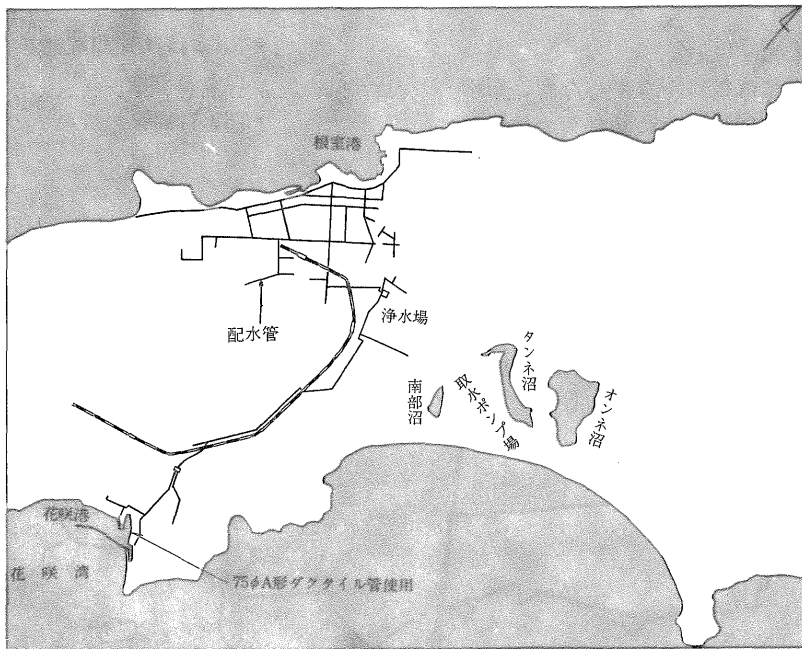 根室港
配水管
浄水場
南部沼
取水ポンプ場
タンネ沼
オンネ沼
花咲港
花咲湾
75φA形ダクタイル管使用